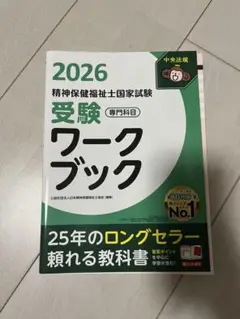 2026
中央法規
精神保健福祉士国家試験
受験
専門科目
ワーク
ブック
No.1
25年のロングセラー
頼れる教科書